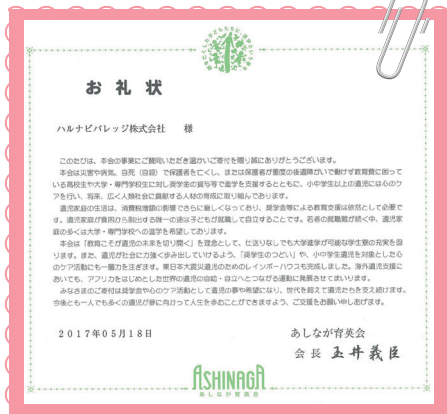 お礼状
ハルナビバレッジ株式会社　様
このたびは、本会の事業にご賛同いただき温かいご寄付を賜り誠にありがとうございます。
本会は災害や病気、自死（自殺）で保護者を亡くし、または保護者が重度の後遺障がいで働けず教育費に困って
いる高校生や大学・専門学校生に対し奨学金の貸与等で進学を支援するとともに、小中学生以上の遺児には心のケ
アを行い、将来、広く人類社会に貢献する人材の育成に取り組んであります。
遺児家庭の生活は、消費税増額の影響でさらに厳しくなっており、奨学金等による教育支援は依然として必要で
す。遺児家庭が貧困から脱出する唯一の途は子どもが就職して自立することです。若者の就職難が続く中、遺児家
庭の多くは大学・専門学校への進学を希望しております。
本会は「教育こそが遺児の未来を切り開く」を理念として、仕送りなしでも大学進学が可能な学生寮の充実を図
ります。また、遺児が社会に力強く歩み出していけるよう、「奨学生のつどい」や、小中学生遺児を対象とした心
のケア活動にも一層力を注ぎます。東日本大震災遺児のためのレインボーハウスも完成しました。海外遺児支援に
おいても、アフリカをはじめとした世界の遺児の自助・自立へとつながる運動に発展させてまいります。
みなさまのご寄付は奨学金や心のケア活動として遺児の夢や希望になり、世代を超えて遺児たちを支え続けます。
今後とも一人でも多くの遺児が夢に向けて人生を歩むことができますよう、ご支援をお願い申しあげます。
2017年05月18日
あしなが育英会
会長 玉井義臣
ASHINAGA
あしなが育英会